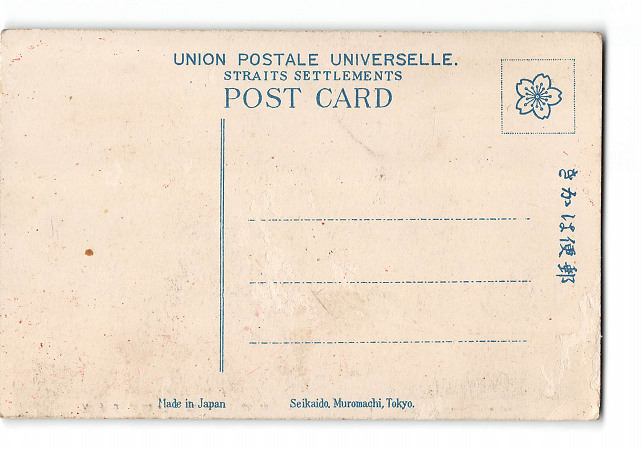 UNION POSTALE UNIVERSELLE.
STRAITS SETTLEMENTS
POST CARD
郵便はかき
Made in Japan
Seikaido, Muromachi, Tokyo.